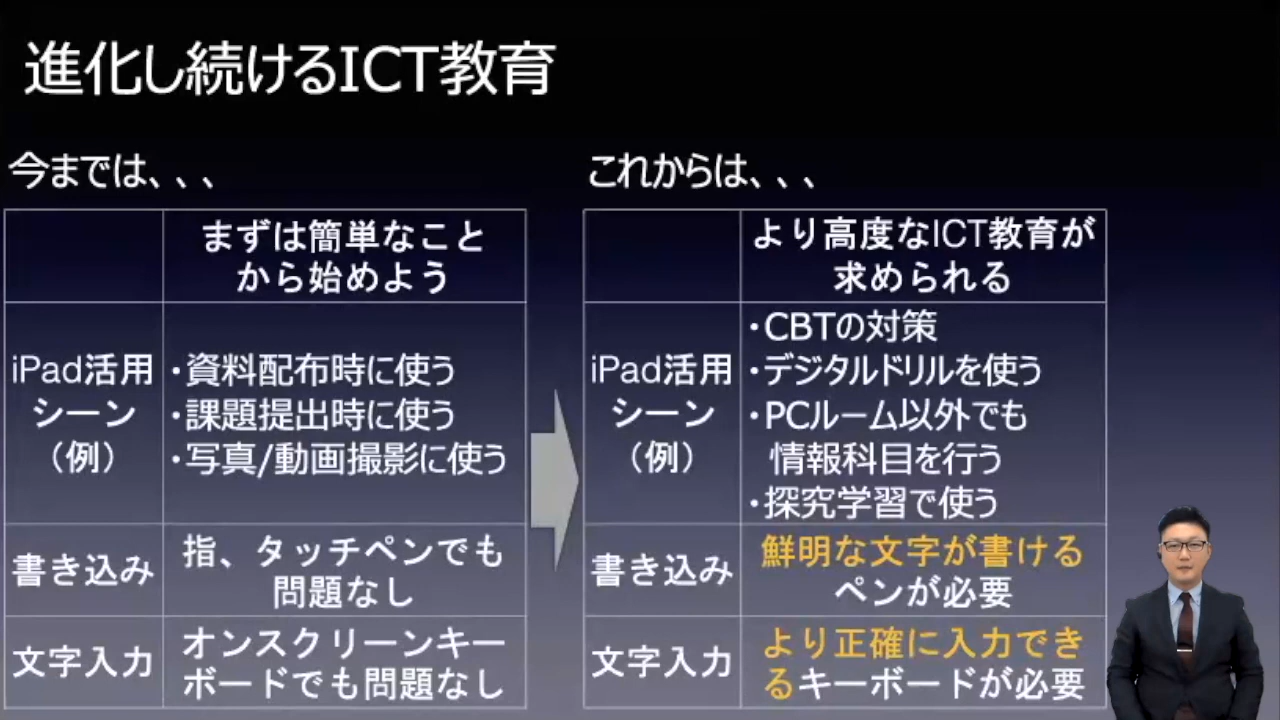 進化し続けるICT教育
今までは、、、
まずは簡単なこと
から始めよう
iPad活用
シーン
（例）
・資料配布時に使う
・課題提出時に使う
・写真/動画撮影に使う
書き込み
指、タッチペンでも
問題なし
文字入力
オンスクリーンキー
ボードでも問題なし
これからは、、、
より高度なICT教育が
求められる
iPad活用
シーン
（例）
・CBTの対策
・デジタルドリルを使う
・PCルーム以外でも
情報科目を行う
・探究学習で使う
書き込み
鮮明な文字が書ける
ペンが必要
文字入力
より正確に入力でき
るキーボードが必要